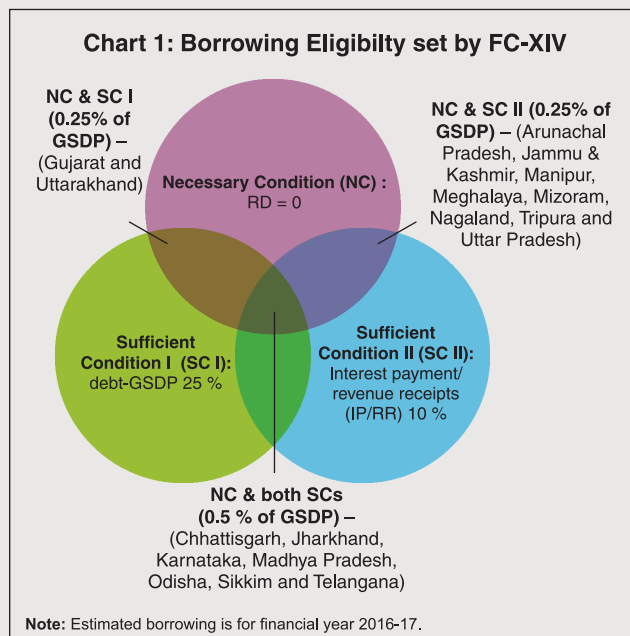 Chart 1: Borrowing Eligibilty set by FC-XIV
NC & SC I
(0.25% of
GSDP) –
(Gujarat and
Uttarakhand)
NC & SC II (0.25% of
GSDP) – (Arunachal
Pradesh, Jammu &
Kashmir, Manipur,
Meghalaya, Mizoram,
Nagaland, Tripura and
Uttar Pradesh)
Necessary Condition (NC) :
RD = 0
Sufficient
Condition I (SC I):
debt-GSDP 25 %
Sufficient
Condition II (SC II):
Interest payment/
revenue receipts
(IP/RR) 10 %
NC & both SCs
(0.5 % of GSDP) –
(Chhattisgarh, Jharkhand,
Karnataka, Madhya Pradesh,
Odisha, Sikkim and Telangana)
Note: Estimated borrowing is for financial year 2016-17.